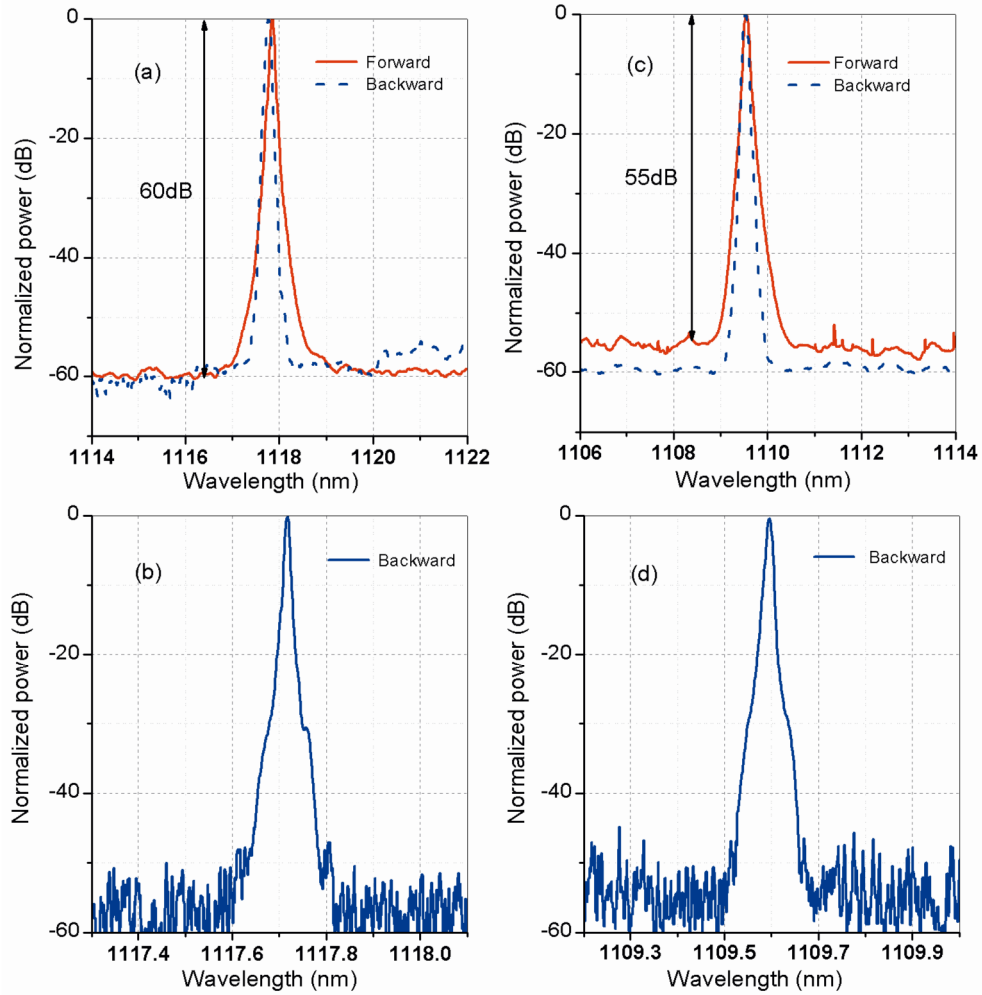 (a)
Forward
Backward
60dB
Normalized power (dB)
0
-20
-40
-60
1114 1116 1118 1120 1122
Wavelength (nm)
(c)
Forward
Backward
55dB
Normalized power (dB)
0
-20
-40
-60
1106 1108 1110 1112 1114
Wavelength (nm)
(b)
Backward
Normalized power (dB)
0
-20
-40
-60
1117.4 1117.6 1117.8 1118.0
Wavelength (nm)
(d)
Backward
Normalized power (dB)
0
-20
-40
-60
1109.3 1109.5 1109.7 1109.9
Wavelength (nm)